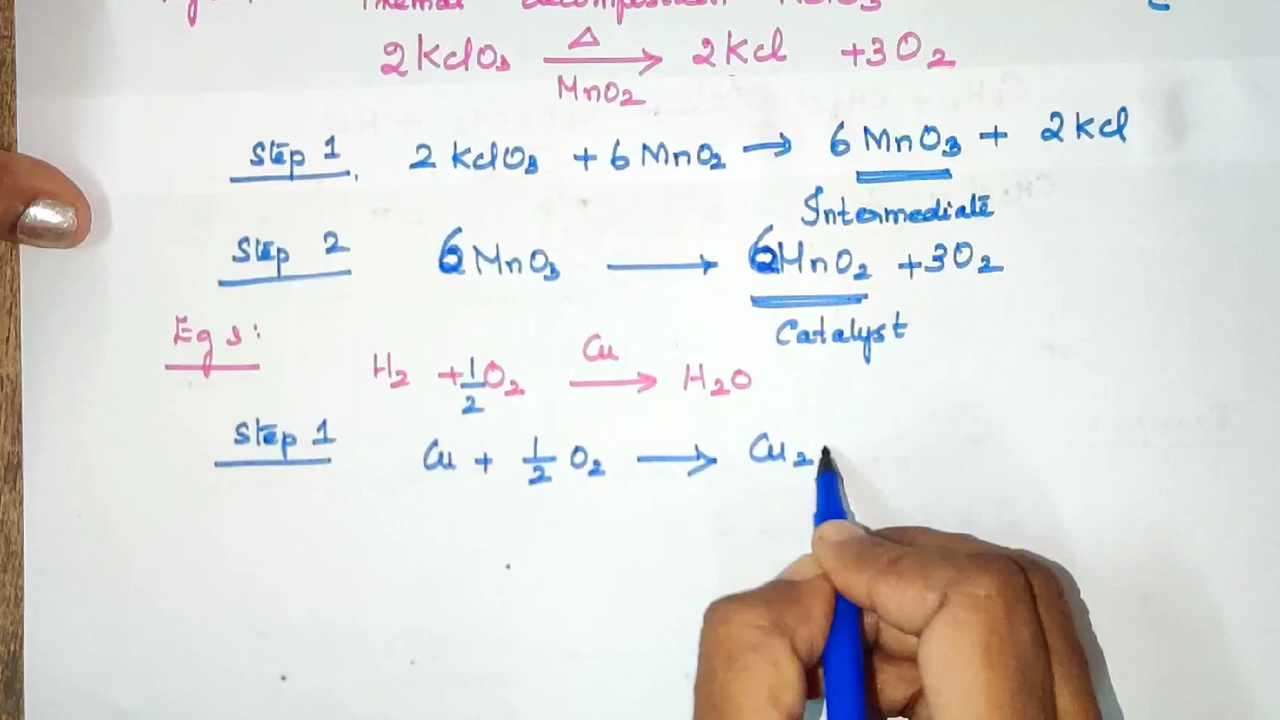 2KClO₃ →(Δ, MnO₂) 2KCl + 3O₂
Step 1. 2KClO₃ + 6MnO₂ → 6MnO₃ + 2KCl
Intermediate
Step 2 6MnO₃ → 6MnO₂ + 3O₂
Catalyst
Eg 3:
H₂ + 1/2 O₂ →(Cu) H₂O
Step 1 Cu + 1/2 O₂ → Cu₂